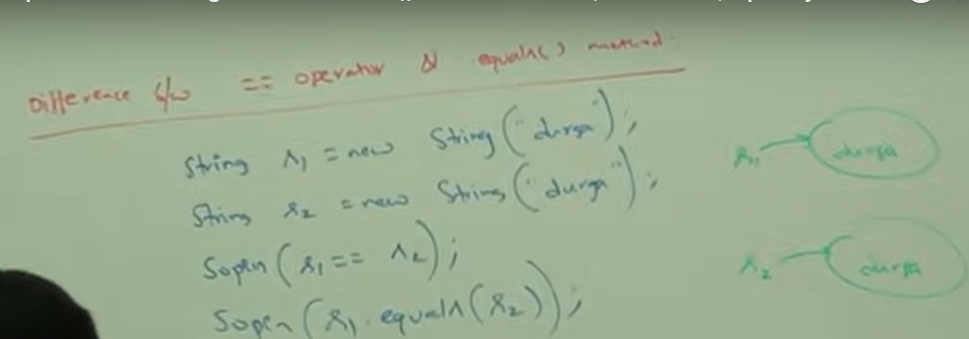 Difference b/w == operator & equals() method:
String s1 = new String("durga");
s1 durga
String s2 = new String("durga");
Sopln(s1 == s2);
s2 durga
Sopln(s1.equals(s2));